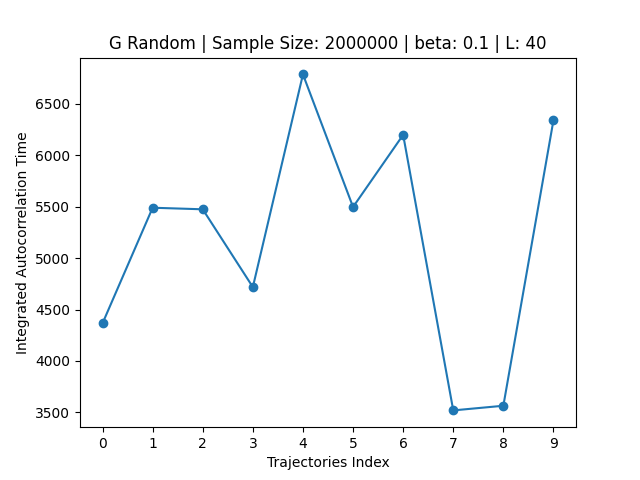 G Random | Sample Size: 2000000 | beta: 0.1 | L: 40
Integrated Autocorrelation Time
6500
6000
5500
5000
4500
4000
3500
0 1 2 3 4 5 6 7 8 9
Trajectories Index